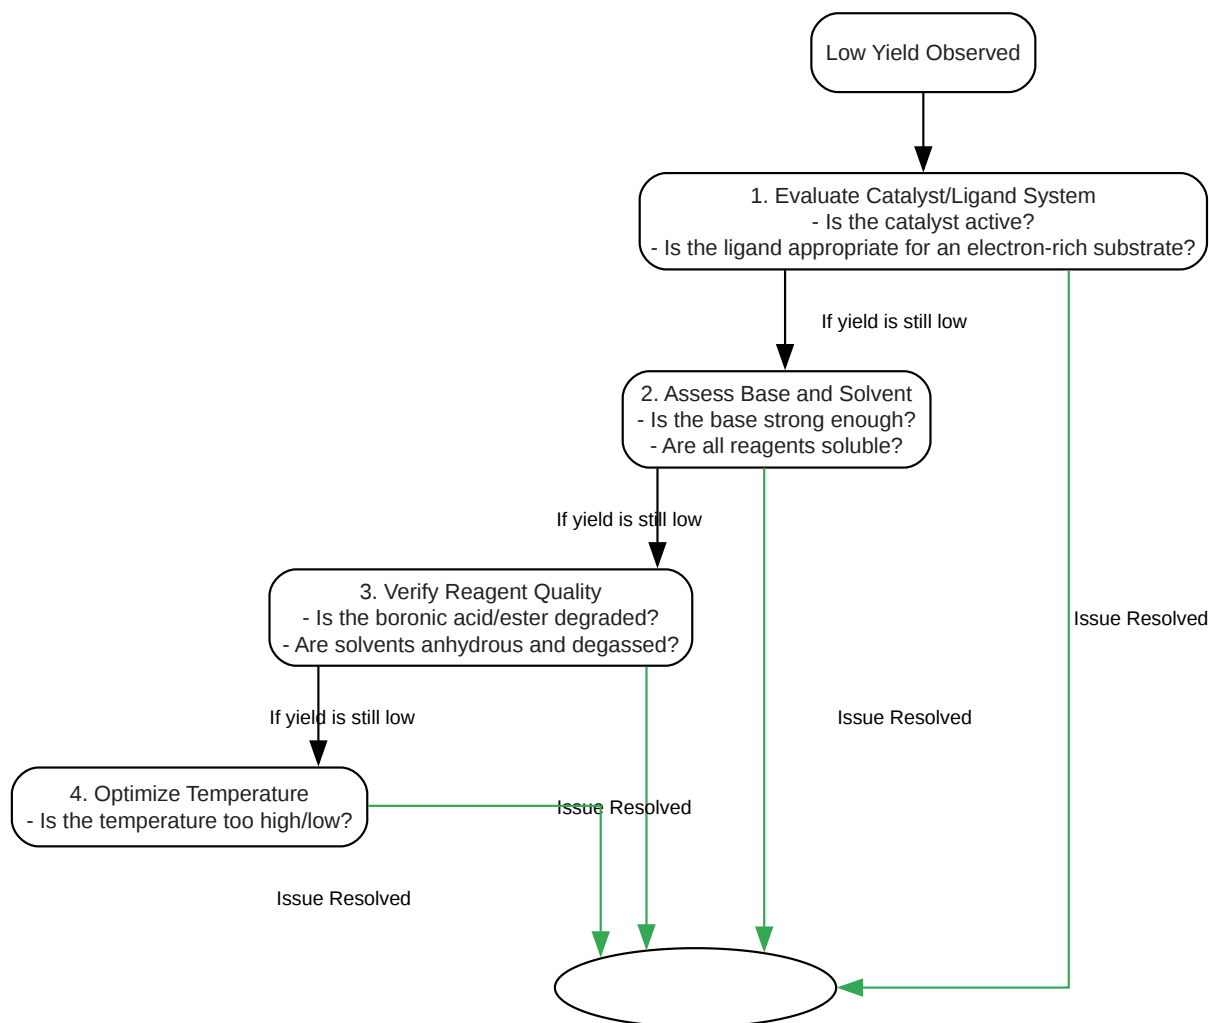 Low Yield Observed
1. Evaluate Catalyst/Ligand System
- Is the catalyst active?
- Is the ligand appropriate for an electron-rich substrate?
If yield is still low
2. Assess Base and Solvent
- Is the base strong enough?
- Are all reagents soluble?
If yield is still low
3. Verify Reagent Quality
- Is the boronic acid/ester degraded?
- Are solvents anhydrous and degassed?
Issue Resolved
If yield is still low
Issue Resolved
4. Optimize Temperature
- Is the temperature too high/low?
Issue Resolved
Issue Resolved